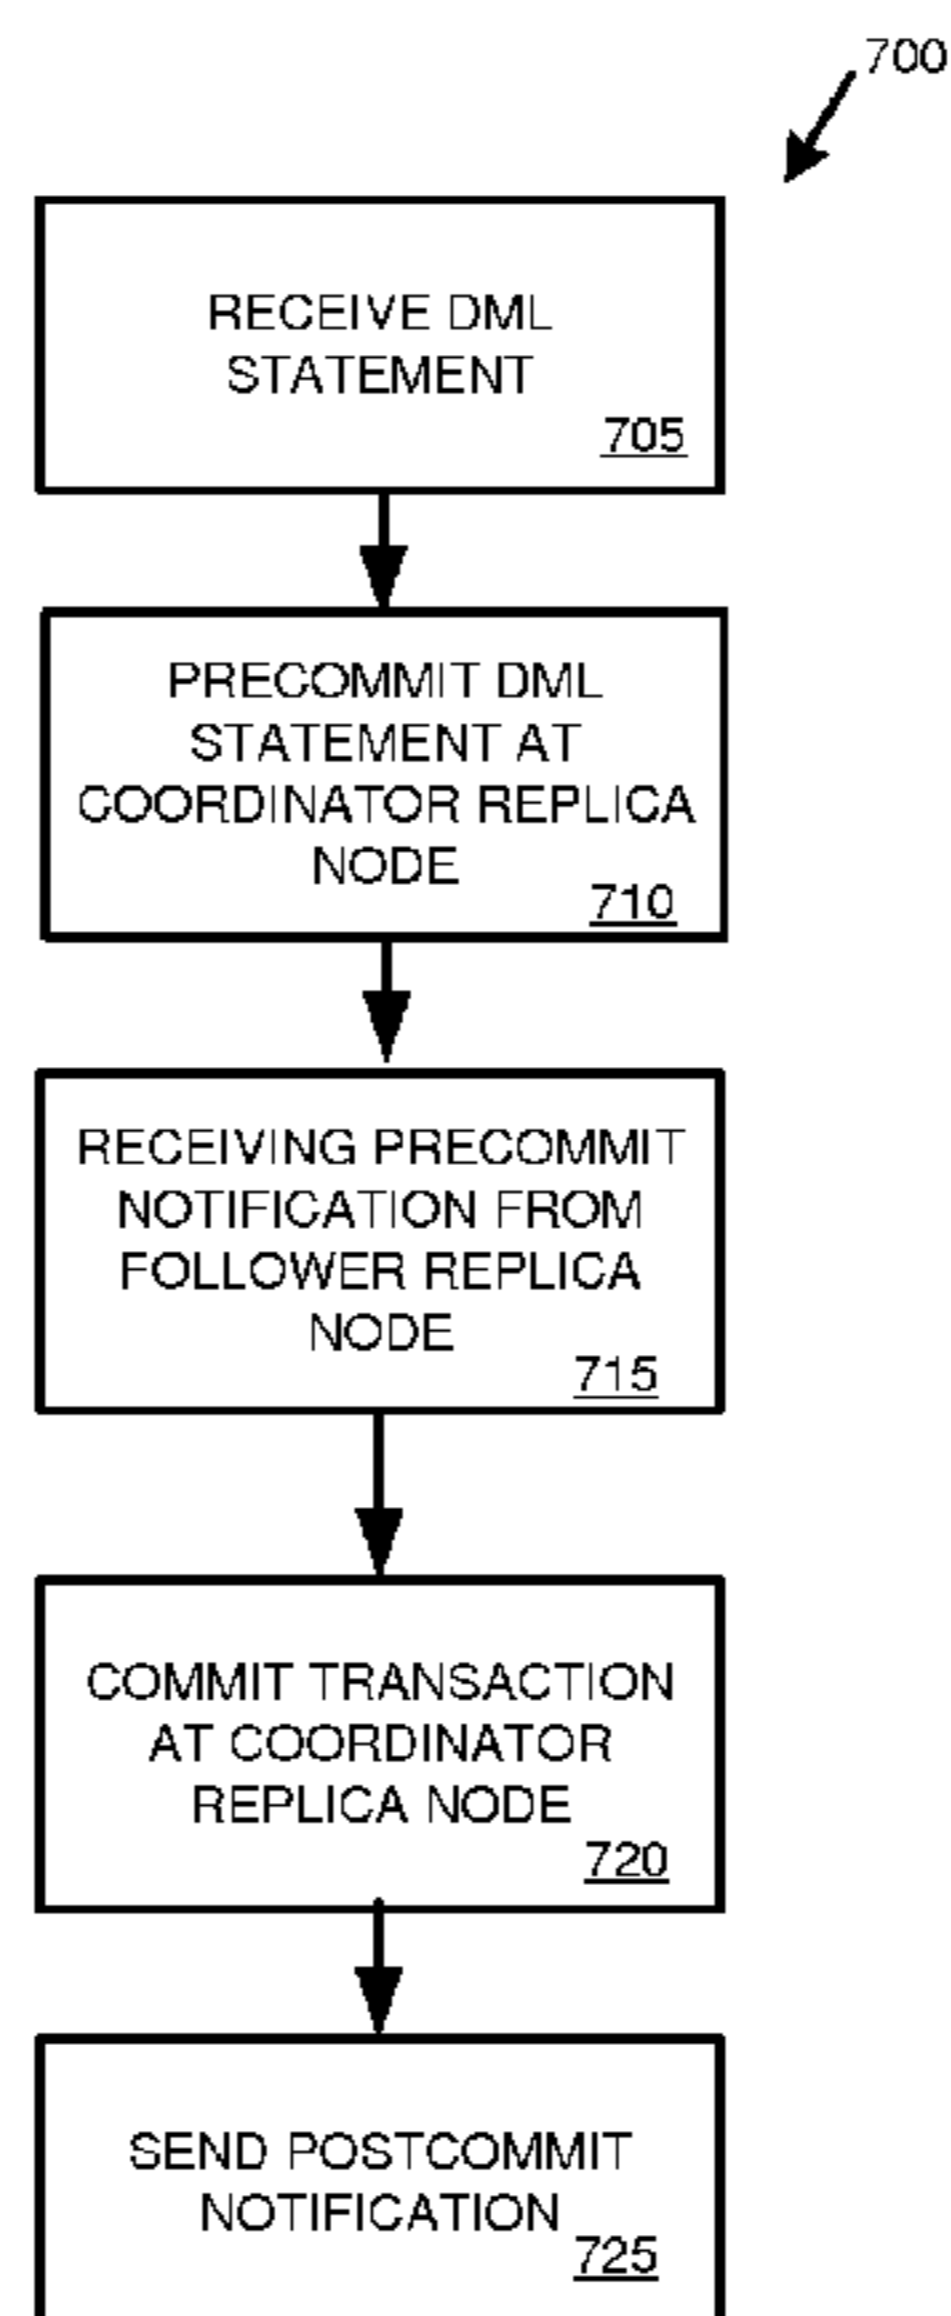 700
RECEIVE DML
STATEMENT
705
PRECOMMIT DML
STATEMENT AT
COORDINATOR REPLICA
NODE
710
RECEIVING PRECOMMIT
NOTIFICATION FROM
FOLLOWER REPLICA
NODE
715
COMMIT TRANSACTION
AT COORDINATOR
REPLICA NODE
720
SEND POSTCOMMIT
NOTIFICATION
725